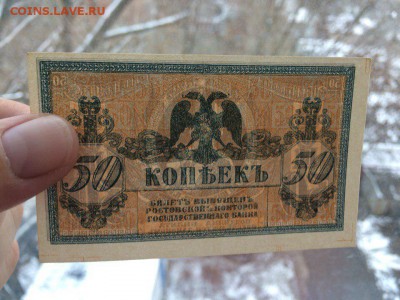 COINS.LAVE.RU
50 КОПѢЕКЪ 50
БИЛЕТЪ ВЫПУЩЕНЪ
РОСТОВСКОЙ н/Д КОНТОРОЙ
ГОСУДАРСТВЕННАГО БАНКА